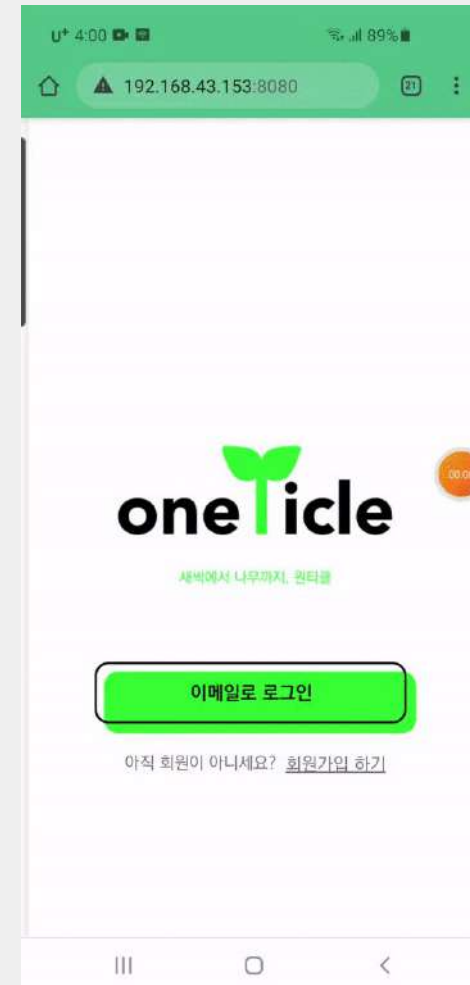 U+ 4:00
89%
192.168.43.153:8080
21
oneTicle
새싹에서 나무까지, 원티클
이메일로 로그인
아직 회원이 아니세요? 회원가입 하기